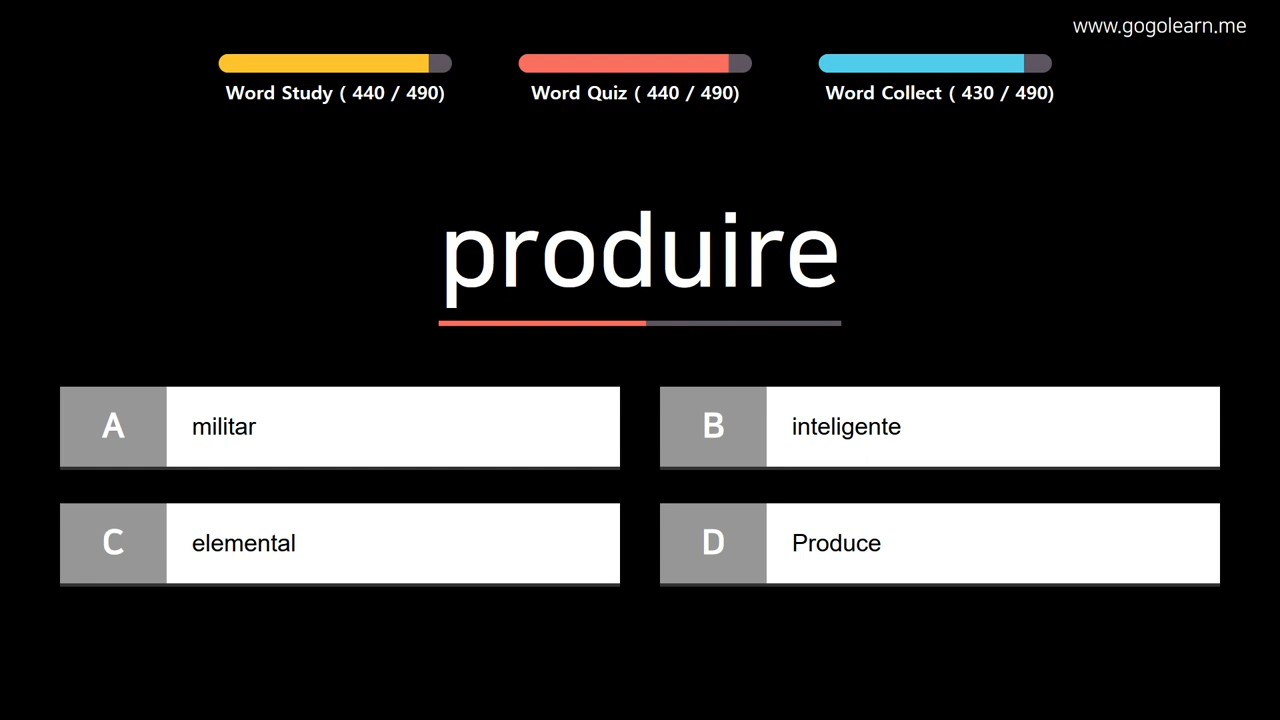 www.gogolearn.me
Word Study ( 440 / 490)
Word Quiz ( 440 / 490)
Word Collect ( 430 / 490)
produire
A militar
B inteligente
C elemental
D Produce